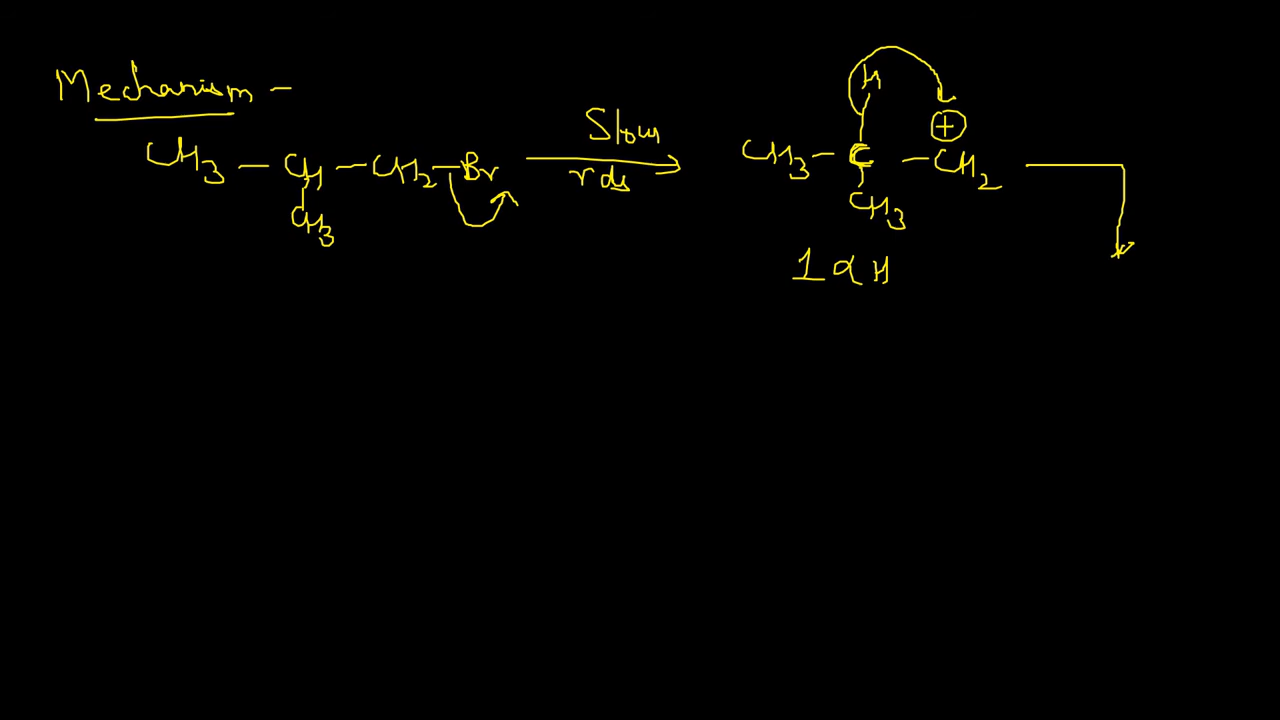 Mechanism -
H
Slow
⊕
CH3 - CH - CH2 - Br
rds
CH3 - C - CH2
CH3
CH3
1 α H